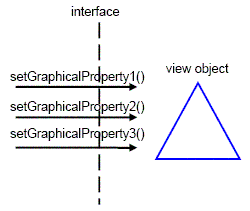 interface
view object
setGraphicalProperty1()
setGraphicalProperty2()
setGraphicalProperty3()